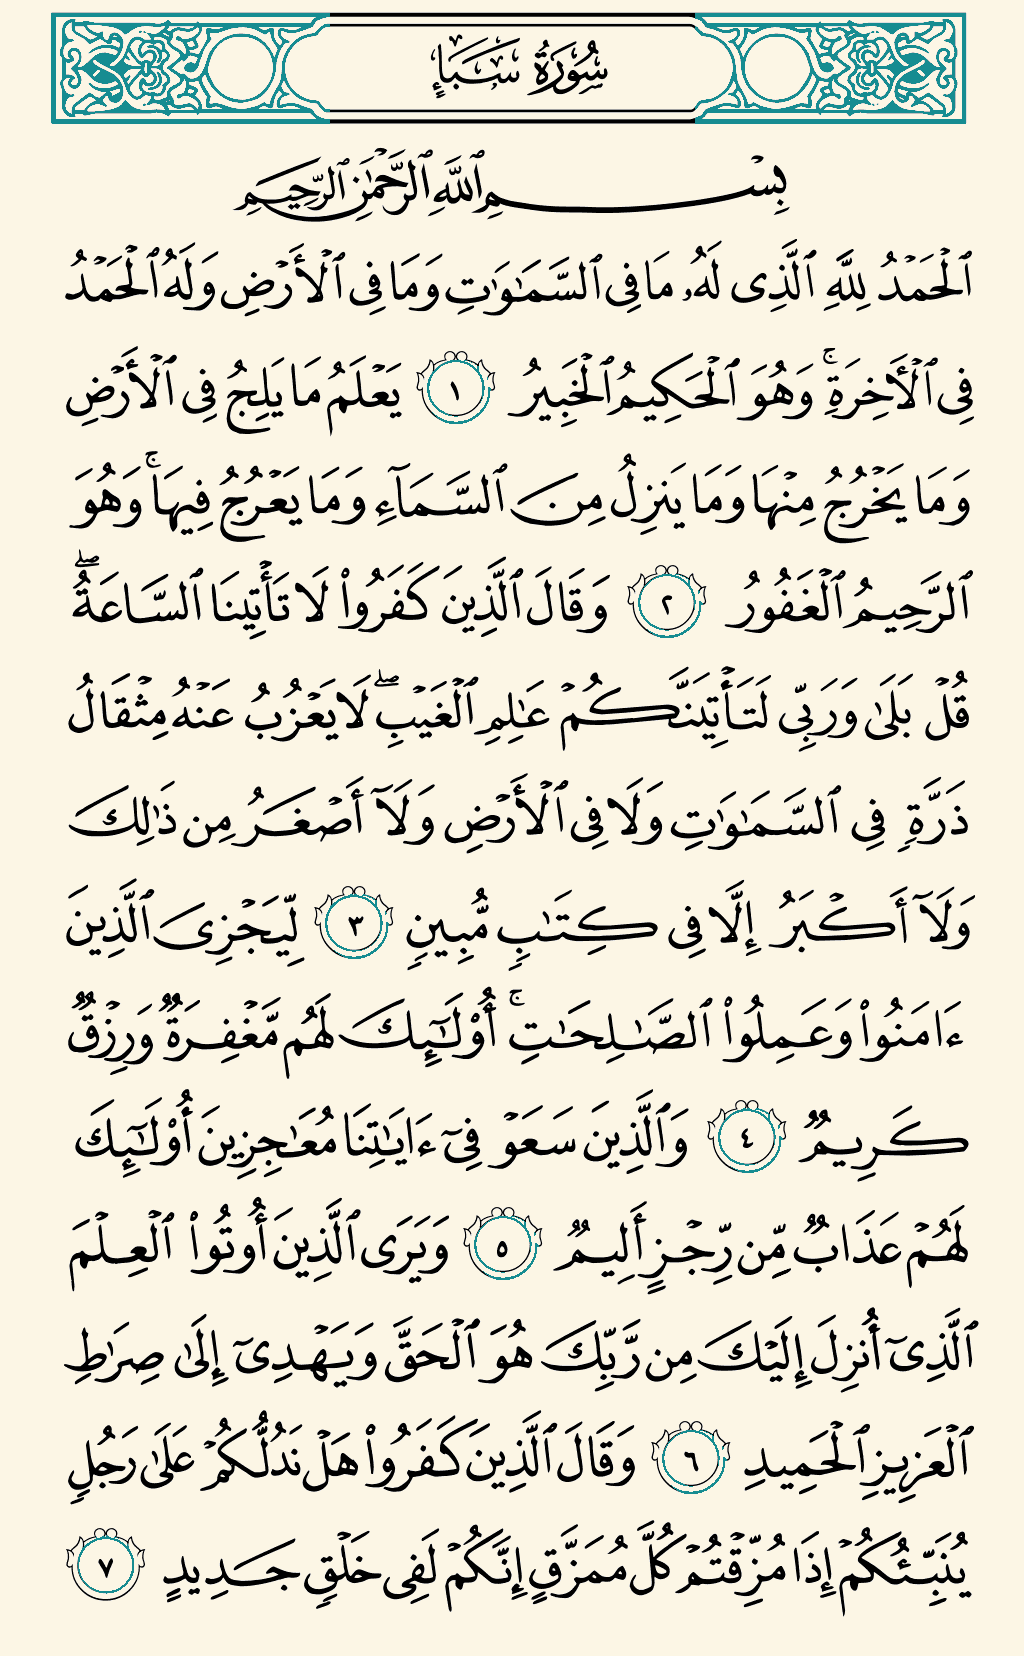 سُورَةُ سَبَإٍ
بِسْمِ ٱللَّهِ ٱلرَّحْمَٰنِ ٱلرَّحِيمِ
ٱلْحَمْدُ لِلَّهِ ٱلَّذِى لَهُۥ مَا فِى ٱلسَّمَٰوَٰتِ وَمَا فِى ٱلْأَرْضِ وَلَهُ ٱلْحَمْدُ
فِى ٱلْأَخِرَةِ ۚ وَهُوَ ٱلْحَكِيمُ ٱلْخَبِيرُ ١ يَعْلَمُ مَا يَلِجُ فِى ٱلْأَرْضِ
وَمَا يَخْرُجُ مِنْهَا وَمَا يَنزِلُ مِنَ ٱلسَّمَآءِ وَمَا يَعْرُجُ فِيهَا ۚ وَهُوَ
ٱلرَّحِيمُ ٱلْغَفُورُ ٢ وَقَالَ ٱلَّذِينَ كَفَرُوا۟ لَا تَأْتِينَا ٱلسَّاعَةُ ۖ
قُلْ بَلَىٰ وَرَبِّى لَتَأْتِيَنَّكُمْ عَٰلِمِ ٱلْغَيْبِ ۖ لَا يَعْزُبُ عَنْهُ مِثْقَالُ
ذَرَّةٍ فِى ٱلسَّمَٰوَٰتِ وَلَا فِى ٱلْأَرْضِ وَلَآ أَصْغَرُ مِن ذَٰلِكَ
وَلَآ أَكْبَرُ إِلَّا فِى كِتَٰبٍ مُّبِينٍ ٣ لِّيَجْزِىَ ٱلَّذِينَ
ءَامَنُوا۟ وَعَمِلُوا۟ ٱلصَّٰلِحَٰتِ ۚ أُو۟لَٰٓئِكَ لَهُم مَّغْفِرَةٌ وَرِزْقٌ
كَرِيمٌ ٤ وَٱلَّذِينَ سَعَوْ فِىٓ ءَايَٰتِنَا مُعَٰجِزِينَ أُو۟لَٰٓئِكَ
لَهُمْ عَذَابٌ مِّن رِّجْزٍ أَلِيمٌ ٥ وَيَرَى ٱلَّذِينَ أُوتُوا۟ ٱلْعِلْمَ
ٱلَّذِىٓ أُنزِلَ إِلَيْكَ مِن رَّبِّكَ هُوَ ٱلْحَقَّ وَيَهْدِىٓ إِلَىٰ صِرَٰطِ
ٱلْعَزِيزِ ٱلْحَمِيدِ ٦ وَقَالَ ٱلَّذِينَ كَفَرُوا۟ هَلْ نَدُلُّكُمْ عَلَىٰ رَجُلٍ
يُنَبِّئُكُمْ إِذَا مُزِّقْتُمْ كُلَّ مُمَزَّقٍ إِنَّكُمْ لَفِى خَلْقٍ جَدِيدٍ ٧